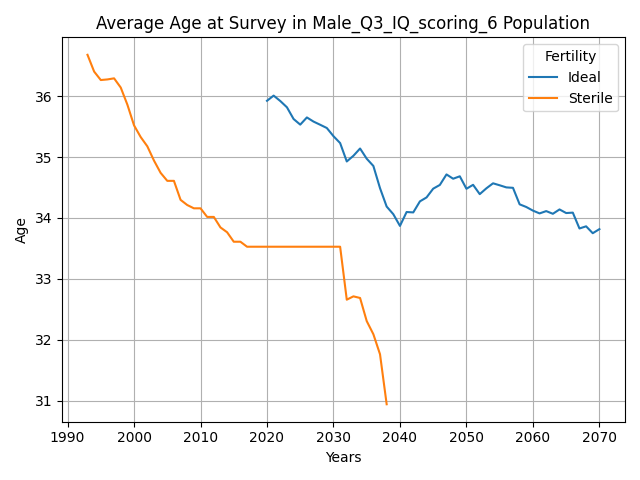 Average Age at Survey in Male_Q3_IQ_scoring_6 Population
Fertility
Ideal
Sterile
Age
36
35
34
33
32
31
1990 2000 2010 2020 2030 2040 2050 2060 2070
Years